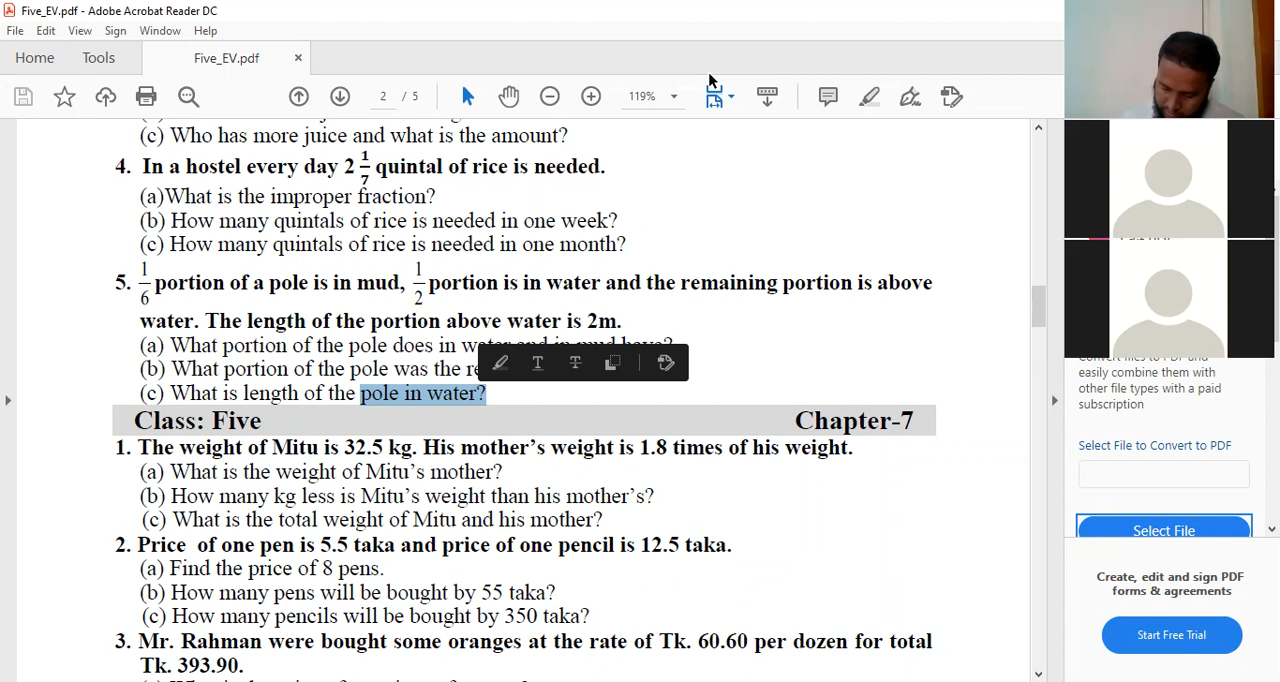 Five_EV.pdf - Adobe Acrobat Reader DC
File Edit View Sign Window Help
Home Tools Five_EV.pdf ×
2 / 5 119%
(c) Who has more juice and what is the amount?
4. In a hostel every day 2 1/7 quintal of rice is needed.
(a)What is the improper fraction?
(b) How many quintals of rice is needed in one week?
(c) How many quintals of rice is needed in one month?
5. 1/6 portion of a pole is in mud, 1/2 portion is in water and the remaining portion is above
water. The length of the portion above water is 2m.
(a) What portion of the pole does in water and in mud have?
(b) What portion of the pole was the
(c) What is length of the pole in water?
Class: Five Chapter-7
1. The weight of Mitu is 32.5 kg. His mother's weight is 1.8 times of his weight.
(a) What is the weight of Mitu's mother?
(b) How many kg less is Mitu's weight than his mother's?
(c) What is the total weight of Mitu and his mother?
2. Price of one pen is 5.5 taka and price of one pencil is 12.5 taka.
(a) Find the price of 8 pens.
(b) How many pens will be bought by 55 taka?
(c) How many pencils will be bought by 350 taka?
3. Mr. Rahman were bought some oranges at the rate of Tk. 60.60 per dozen for total
Tk. 393.90.
easily combine them with
other file types with a paid
subscription
Select File to Convert to PDF
Select File
Create, edit and sign PDF
forms & agreements
Start Free Trial